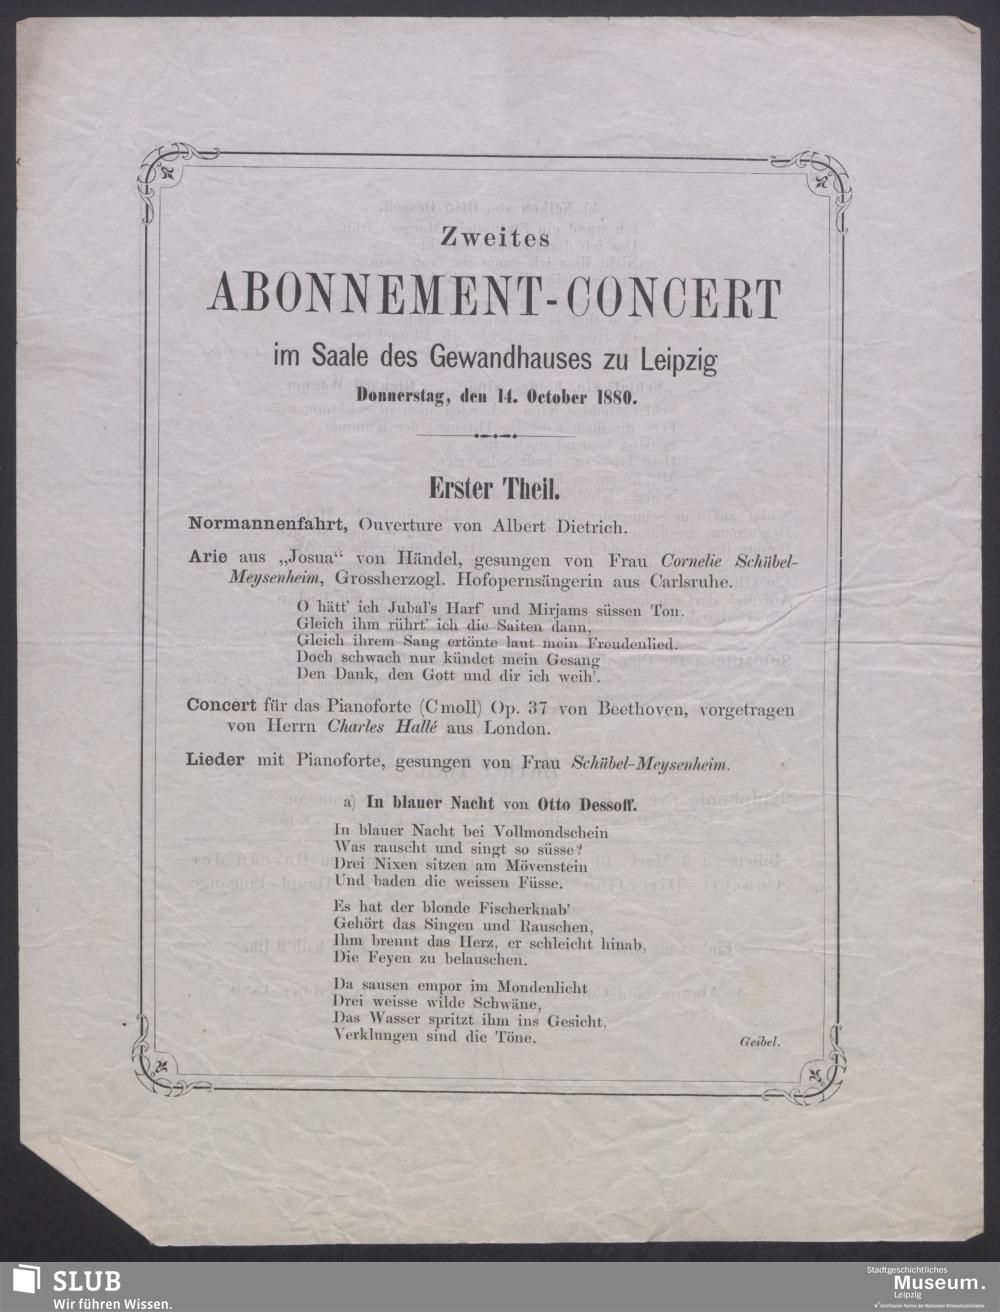 Zweites
ABONNEMENT-CONCERT
im Saale des Gewandhauses zu Leipzig
Donnerstag, den 14. October 1880.
Erster Theil.
Normannenfahrt, Ouverture von Albert Dietrich.
Arie aus „Josua“ von Händel, gesungen von Frau Cornelie Schübel-
Meysenheim, Grossherzogl. Hofopernsängerin aus Carlsruhe.
O hätt' ich Jubal's Harf' und Mirjams süssen Ton,
Gleich ihm rührt' ich die Saiten dann,
Gleich ihrem Sang ertönte laut mein Freudenlied.
Doch schwach nur kündet mein Gesang
Den Dank, den Gott und dir ich weih'.
Concert für das Pianoforte (Cmoll) Op. 37 von Beethoven, vorgetragen
von Herrn Charles Hallé aus London.
Lieder mit Pianoforte, gesungen von Frau Schübel-Meysenheim.
a) In blauer Nacht von Otto Dessoff.
In blauer Nacht bei Vollmondschein
Was rauscht und singt so süsse?
Drei Nixen sitzen am Mövenstein
Und baden die weissen Füsse.
Es hat der blonde Fischerknab'
Gehört das Singen und Rauschen,
Ihm brennt das Herz, er schleicht hinab,
Die Feyen zu belauschen.
Da sausen empor im Mondenlicht
Drei weisse wilde Schwäne,
Das Wasser spritzt ihm ins Gesicht,
Verklungen sind die Töne.
Geibel.
SLUB
Wir führen Wissen.
Stadtgeschichtliches
Museum.
Leipzig
✓ Zertifizierter Partner der Nationalen Klimaschutzinitiative